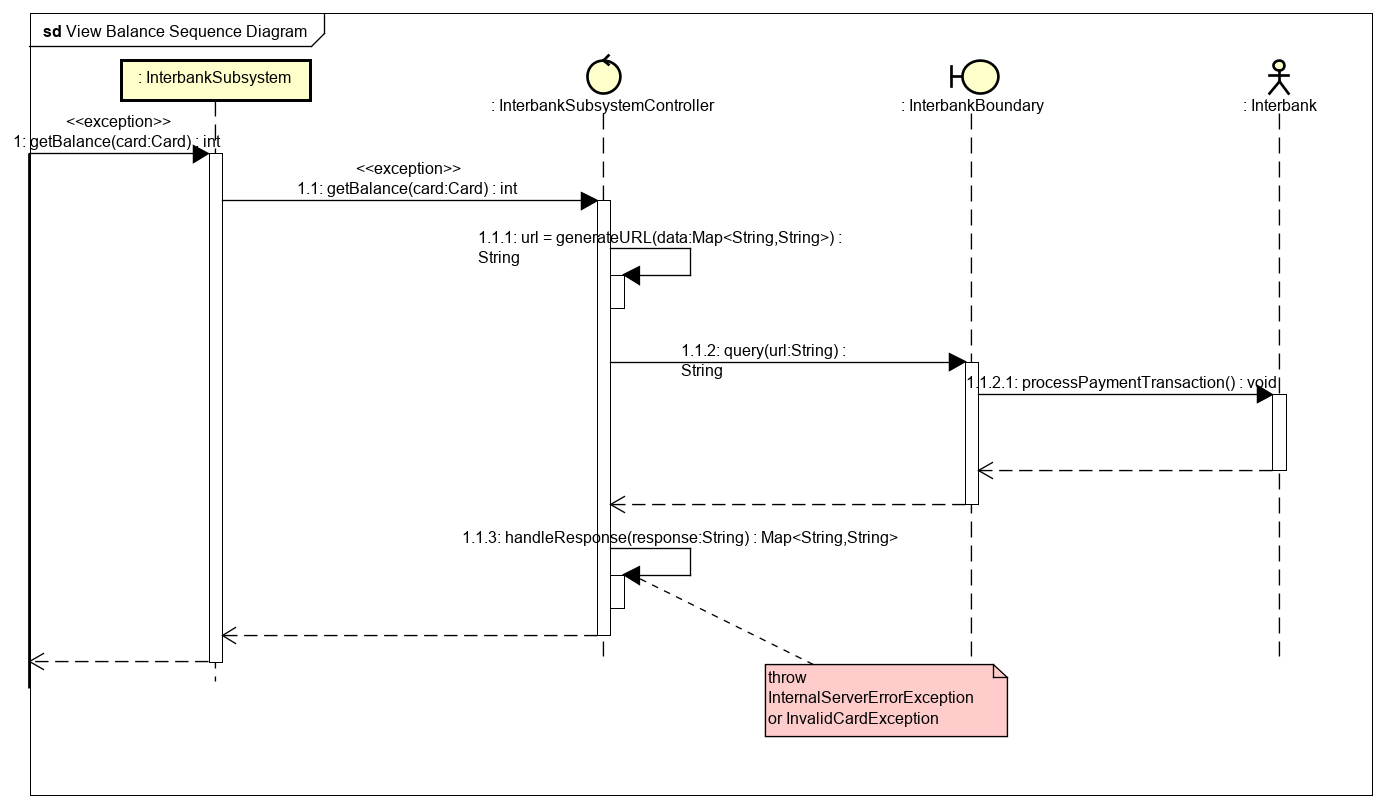 sd View Balance Sequence Diagram
: InterbankSubsystem
: InterbankSubsystemController
: InterbankBoundary
: Interbank
<<exception>>
1: getBalance(card:Card) : int
<<exception>>
1.1: getBalance(card:Card) : int
1.1.1: url = generateURL(data:Map<String,String>) :
String
1.1.2: query(url:String) :
String
1.1.2.1: processPaymentTransaction() : void
1.1.3: handleResponse(response:String) : Map<String,String>
throw
InternalServerErrorException
or InvalidCardException